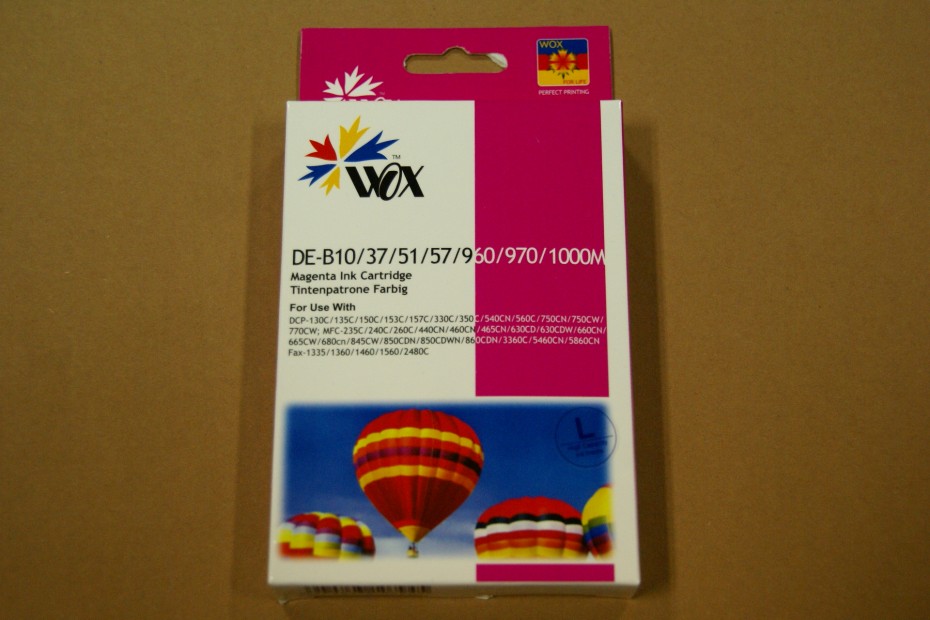 WOX
FOR LIFE
PERFECT PRINTING
WOX™
DE-B10/37/51/57/960/970/1000M
Magenta Ink Cartridge
Tintenpatrone Farbig
For Use With
DCP-130C/135C/150C/153C/157C/330C/350C/540CN/560C/750CN/750CW/
770CW; MFC-235C/240C/260C/440CN/460CN/465CN/630CD/630CDW/660CN/
665CW/680cn/845CW/850CDN/850CDWN/860CDN/3360C/5460CN/5860CN
Fax-1335/1360/1460/1560/2480C
L